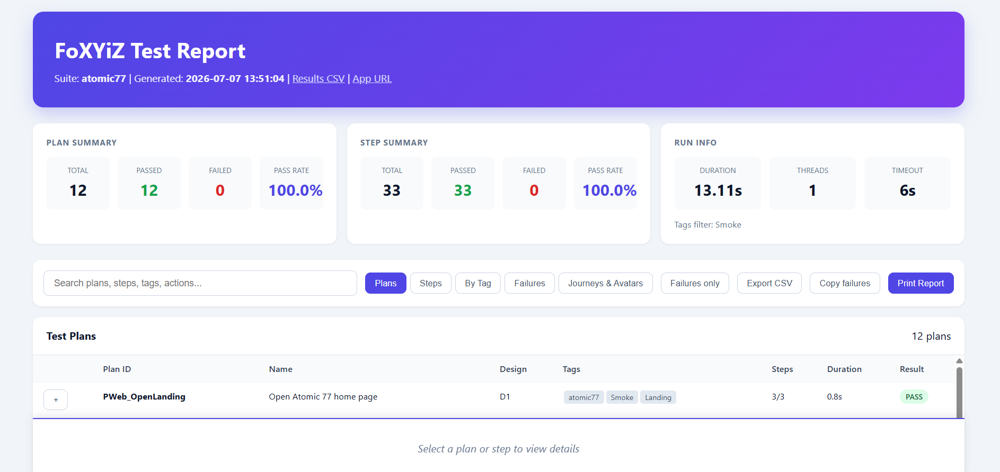 FoXYiZ Test Report
Suite: atomic77 | Generated: 2026-07-07 13:51:04 | Results CSV | App URL
PLAN SUMMARY
TOTAL
12
PASSED
12
FAILED
0
PASS RATE
100.0%
STEP SUMMARY
TOTAL
33
PASSED
33
FAILED
0
PASS RATE
100.0%
RUN INFO
DURATION
13.11s
THREADS
1
TIMEOUT
6s
Tags filter: Smoke
Search plans, steps, tags, actions...
Plans
Steps
By Tag
Failures
Journeys & Avatars
Failures only
Export CSV
Copy failures
Print Report
Test Plans
12 plans
Plan ID Name Design Tags Steps Duration Result
+ PWeb_OpenLanding Open Atomic 77 home page D1 atomic77 Smoke Landing 3/3 0.8s PASS
Select a plan or step to view details